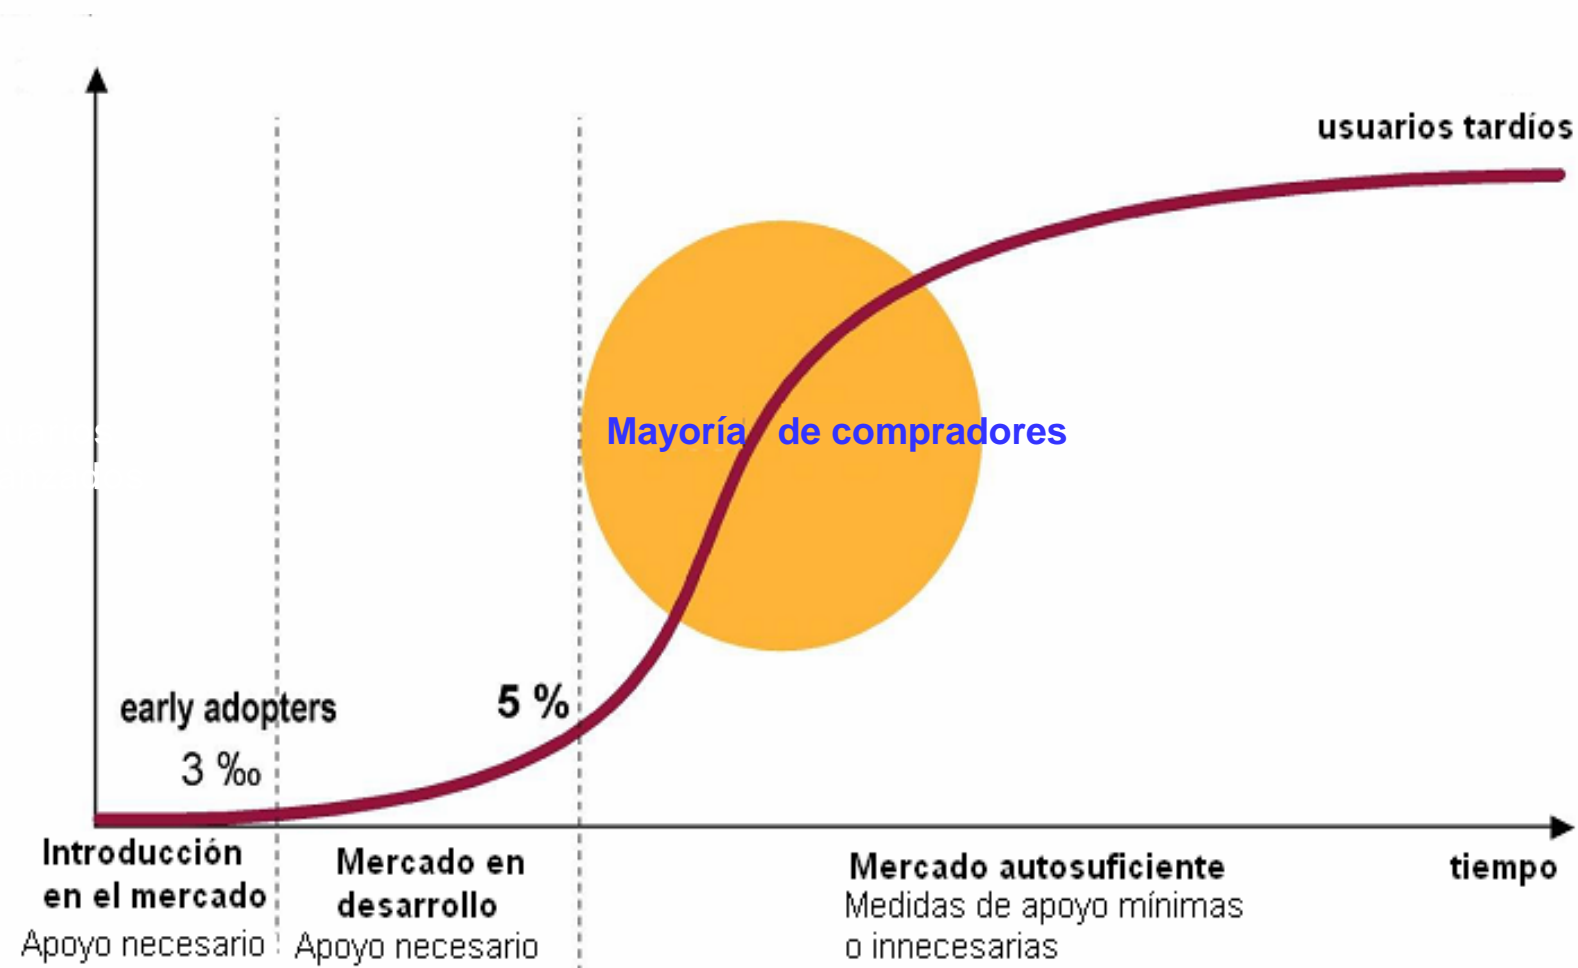 usuarios tardíos
Mayoría de compradores
early adopters
5 %
3 ‰
Introducción
en el mercado
Apoyo necesario
Mercado en
desarrollo
Apoyo necesario
Mercado autosuficiente
Medidas de apoyo mínimas
o innecesarias
tiempo